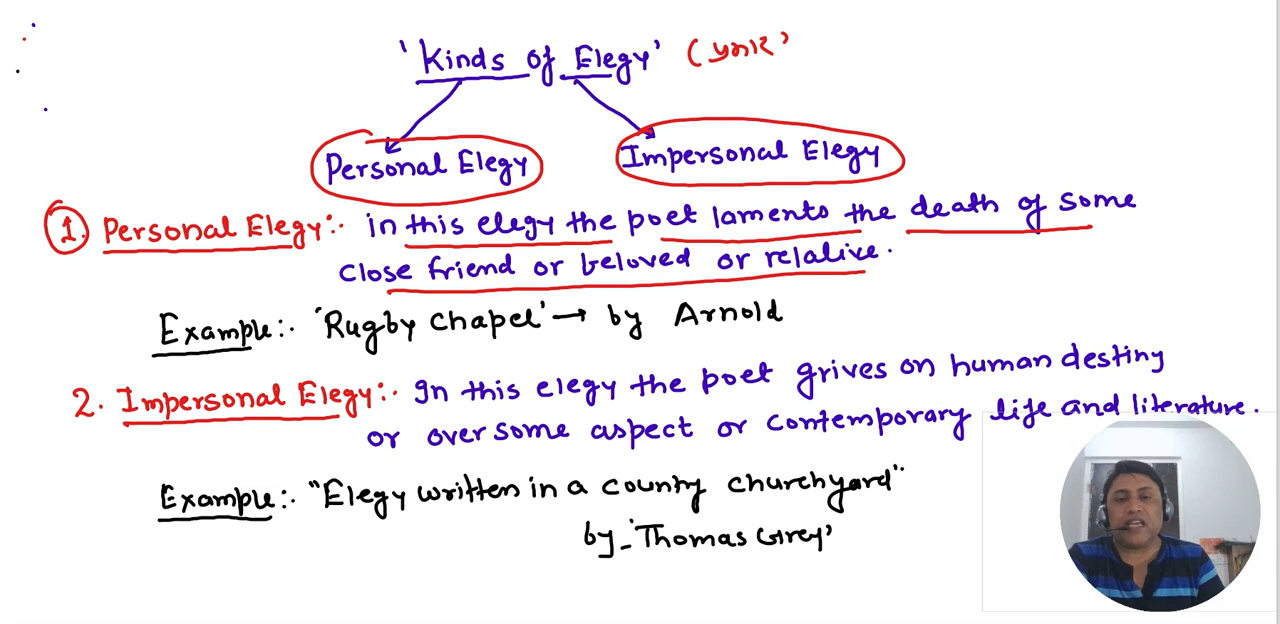 'Kinds of Elegy' (प्रकार)
Personal Elegy
Impersonal Elegy
1. Personal Elegy:- in this elegy the poet laments the death of some
close friend or beloved or relalive.
Example:- 'Rugby Chapel' → by Arnold
2. Impersonal Elegy:- In this elegy the poet grives on human destiny
or over some aspect or contemporary life and literature.
Example:- "Elegy written in a county churchyard"
by - 'Thomas Grey'